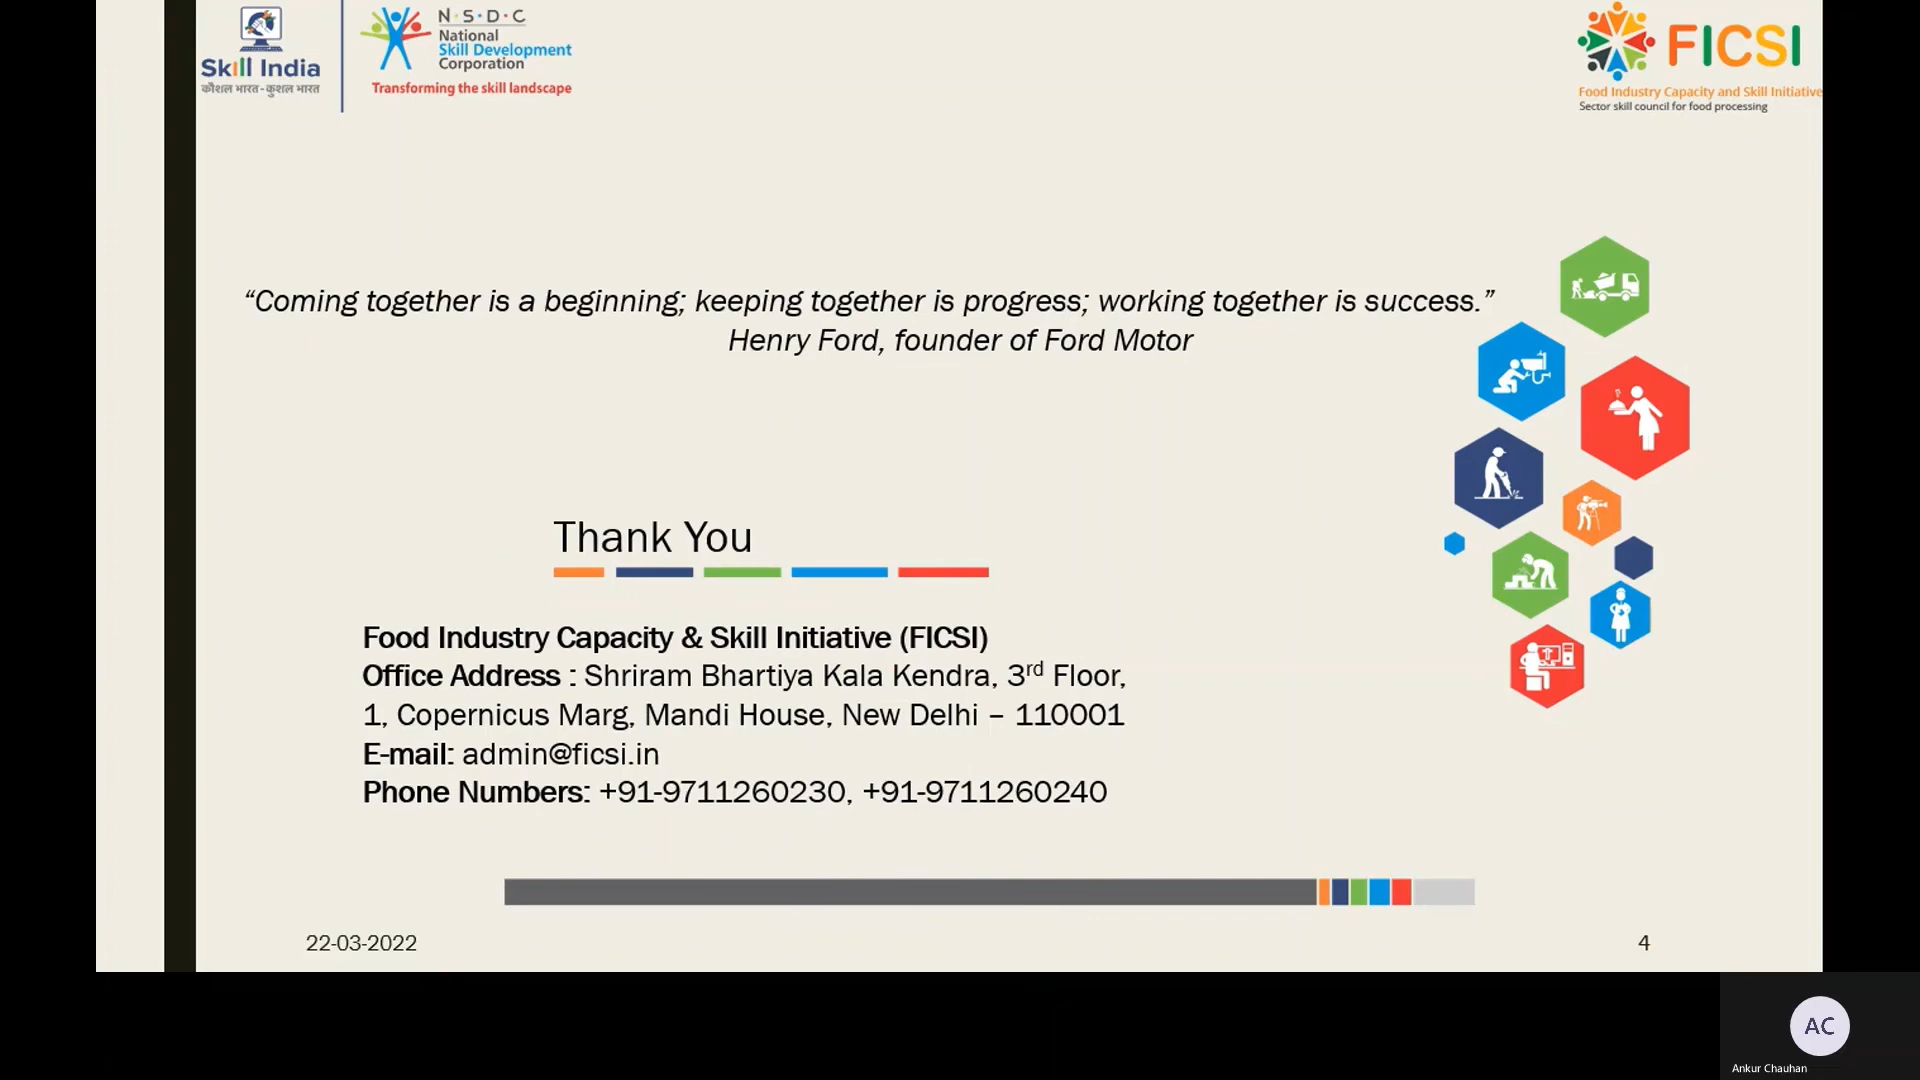 Skill India
कौशल भारत-कुशल भारत
N·S·D·C
National
Skill Development
Corporation
Transforming the skill landscape
FICSI
Food Industry Capacity and Skill Initiative
Sector skill council for food processing
“Coming together is a beginning; keeping together is progress; working together is success.”
Henry Ford, founder of Ford Motor
Thank You
Food Industry Capacity & Skill Initiative (FICSI)
Office Address : Shriram Bhartiya Kala Kendra, 3rd Floor,
1, Copernicus Marg, Mandi House, New Delhi – 110001
E-mail: admin@ficsi.in
Phone Numbers: +91-9711260230, +91-9711260240
22-03-2022
4
AC
Ankur Chauhan